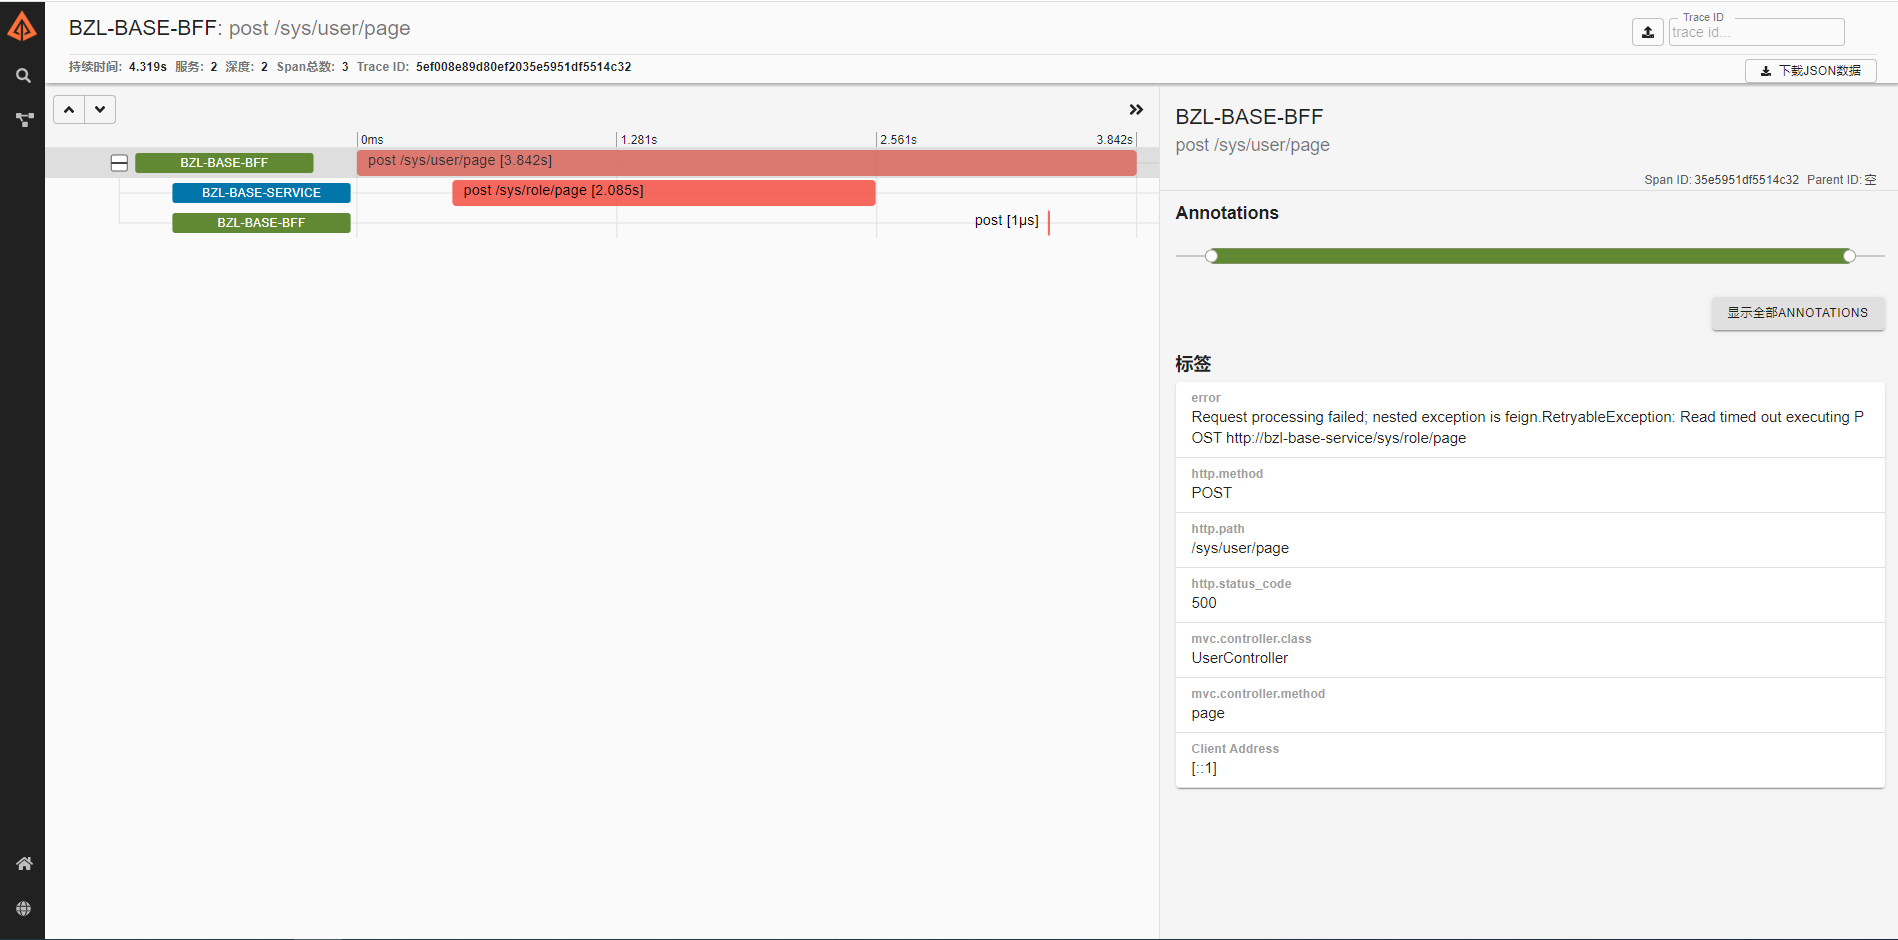 BZL-BASE-BFF: post /sys/user/page
Trace ID
trace id...
持续时间: 4.319s 服务: 2 深度: 2 Span总数: 3 Trace ID: 5ef008e89d80ef2035e5951df5514c32
下载JSON数据
0ms 1.281s 2.561s 3.842s
BZL-BASE-BFF post /sys/user/page [3.842s]
BZL-BASE-SERVICE post /sys/role/page [2.085s]
BZL-BASE-BFF post [1μs]
BZL-BASE-BFF
post /sys/user/page
Span ID: 35e5951df5514c32 Parent ID: 空
Annotations
显示全部ANNOTATIONS
标签
error
Request processing failed; nested exception is feign.RetryableException: Read timed out executing P
OST http://bzl-base-service/sys/role/page
http.method
POST
http.path
/sys/user/page
http.status_code
500
mvc.controller.class
UserController
mvc.controller.method
page
Client Address
[::1]